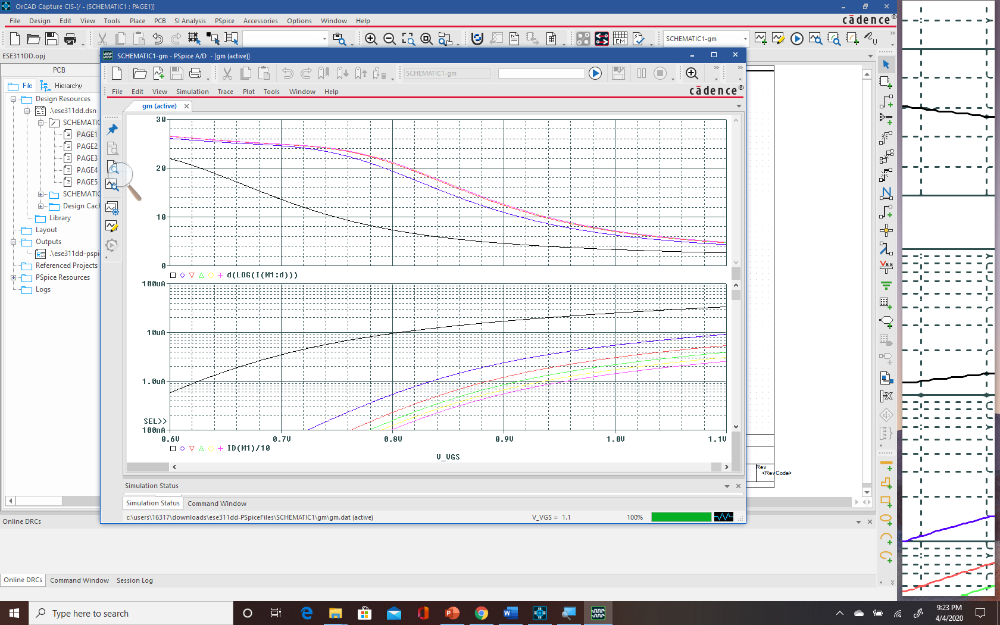 OrCAD Capture CIS-[/ - (SCHEMATIC1 : PAGE1)]
File Design Edit View Tools Place PCB SI Analysis PSpice Accessories Options Window Help
cādence®
SCHEMATIC1-gm
ESE311DD.opj
PCB
File Hierarchy
Design Resources
.\ese311dd.dsn
SCHEMATIC
PAGE1
PAGE2
PAGE3
PAGE4
PAGE5
SCHEMATIC
Design Cach
Library
Layout
Outputs
.\ese311dd-pspi
Referenced Projects
PSpice Resources
Logs
SCHEMATIC1-gm - PSpice A/D - [gm (active)]
SCHEMATIC1-gm
File Edit View Simulation Trace Plot Tools Window Help
cādence®
gm (active)
30
20
10
0
d(LOG(I(M1:d)))
100uA
10uA
1.0uA
SEL>>
100nA
0.6V 0.7V 0.8V 0.9V 1.0V 1.1V
ID(M1)/10
V_VGS
Simulation Status
Simulation Status Command Window
c:\users\16317\downloads\ese311dd-PSpiceFiles\SCHEMATIC1\gm\gm.dat (active) V_VGS = 1.1 100%
Rev
<RevCode>
Online DRCs
Online DRCs Command Window Session Log
Type here to search
9:23 PM
4/4/2020